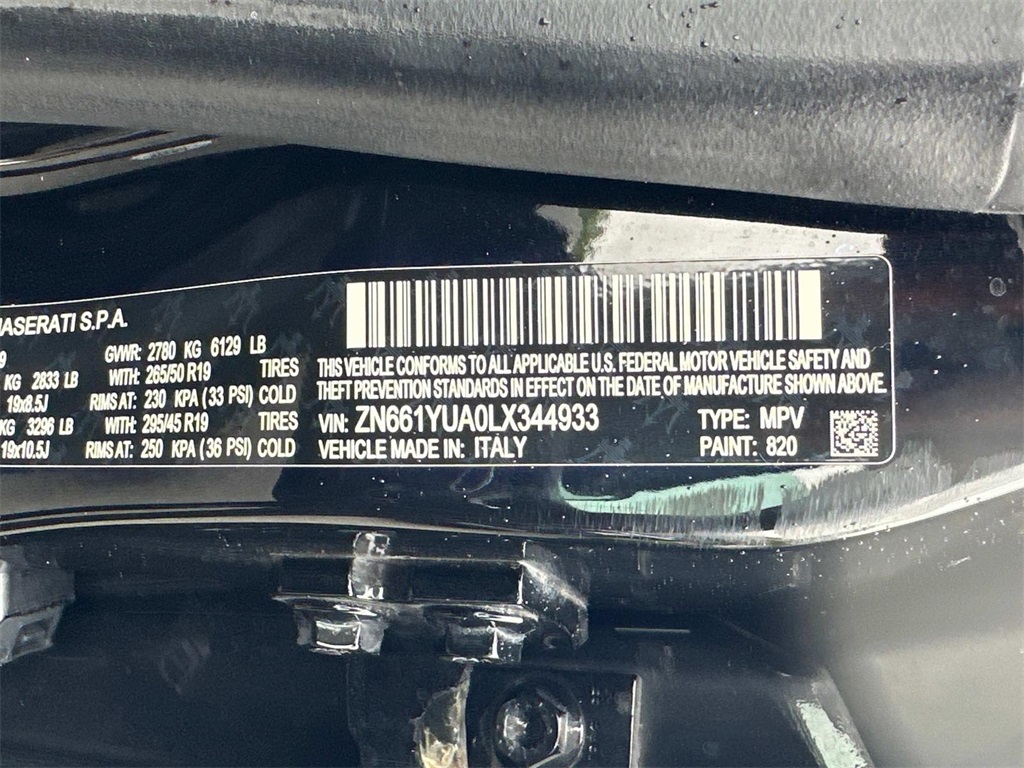 MASERATI S.P.A.
9 GVWR: 2780 KG 6129 LB
KG 2833 LB WITH: 265/50 R19 TIRES
19x8.5J RIMS AT: 230 KPA (33 PSI) COLD
KG 3296 LB WITH: 295/45 R19 TIRES
19x10.5J RIMS AT: 250 KPA (36 PSI) COLD
THIS VEHICLE CONFORMS TO ALL APPLICABLE U.S. FEDERAL MOTOR VEHICLE SAFETY AND
THEFT PREVENTION STANDARDS IN EFFECT ON THE DATE OF MANUFACTURE SHOWN ABOVE.
VIN: ZN661YUA0LX344933 TYPE: MPV
VEHICLE MADE IN: ITALY PAINT: 820